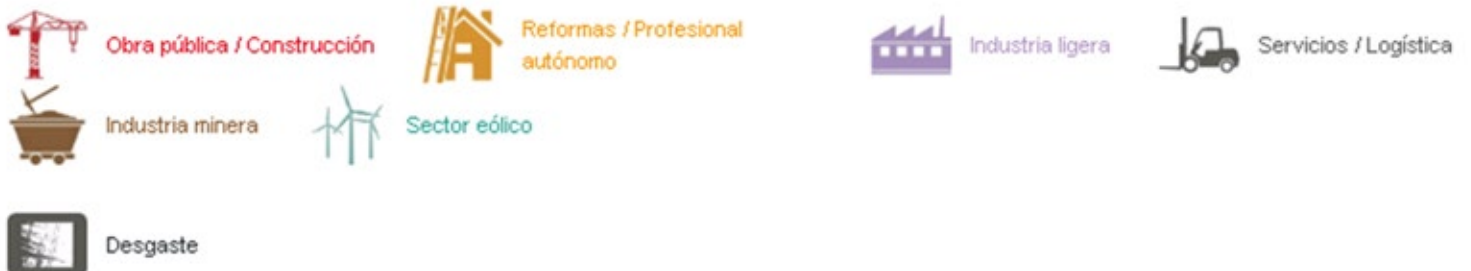 Obra pública / Construcción
Reformas / Profesional
autónomo
Industria ligera
Servicios / Logística
Industria minera
Sector eólico
Desgaste